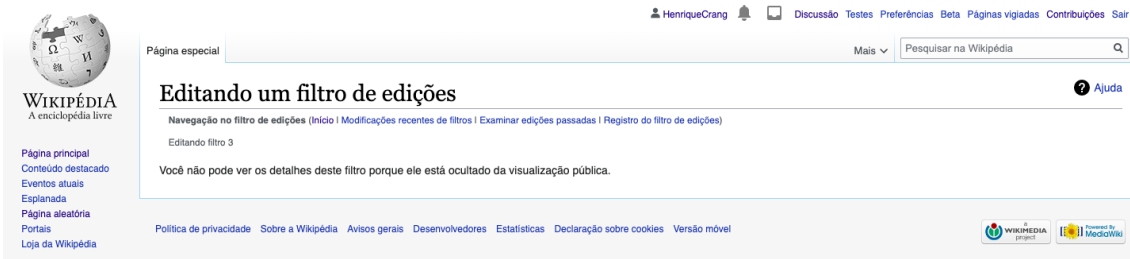 HenriqueCrang Discussão Testes Preferências Beta Páginas vigiadas Contribuições Sair
Página especial Mais Pesquisar na Wikipédia
WIKIPÉDIA
A enciclopédia livre
Editando um filtro de edições
Ajuda
Navegação no filtro de edições (Início | Modificações recentes de filtros | Examinar edições passadas | Registro do filtro de edições)
Editando filtro 3
Você não pode ver os detalhes deste filtro porque ele está ocultado da visualização pública.
Página principal
Conteúdo destacado
Eventos atuais
Esplanada
Página aleatória
Portais
Loja da Wikipédia
Política de privacidade Sobre a Wikipédia Avisos gerais Desenvolvedores Estatísticas Declaração sobre cookies Versão móvel
A WIKIMEDIA project
Powered By MediaWiki